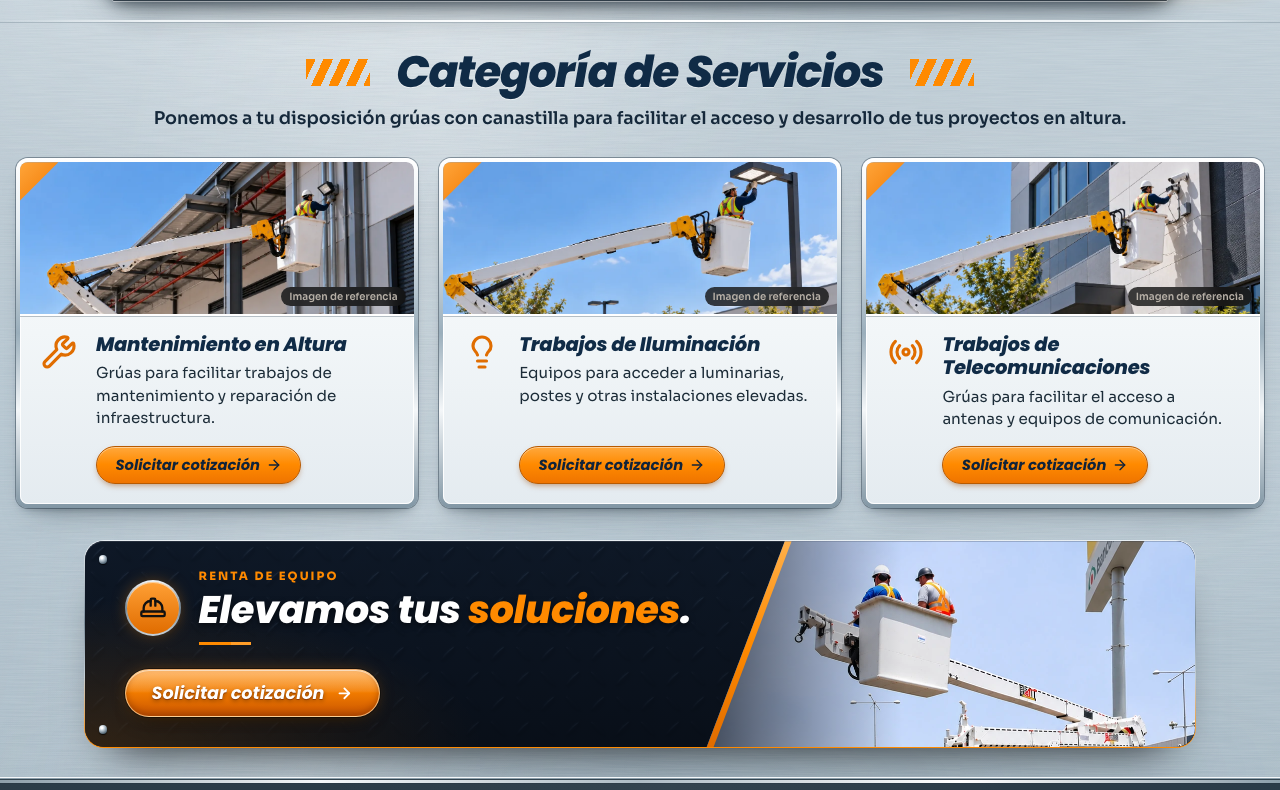 Categoría de Servicios
Ponemos a tu disposición grúas con canastilla para facilitar el acceso y desarrollo de tus proyectos en altura.
Imagen de referencia
Mantenimiento en Altura
Grúas para facilitar trabajos de
mantenimiento y reparación de
infraestructura.
Solicitar cotización →
Imagen de referencia
Trabajos de Iluminación
Equipos para acceder a luminarias,
postes y otras instalaciones elevadas.
Solicitar cotización →
Imagen de referencia
Trabajos de
Telecomunicaciones
Grúas para facilitar el acceso a
antenas y equipos de comunicación.
Solicitar cotización →
RENTA DE EQUIPO
Elevamos tus soluciones.
Solicitar cotización →